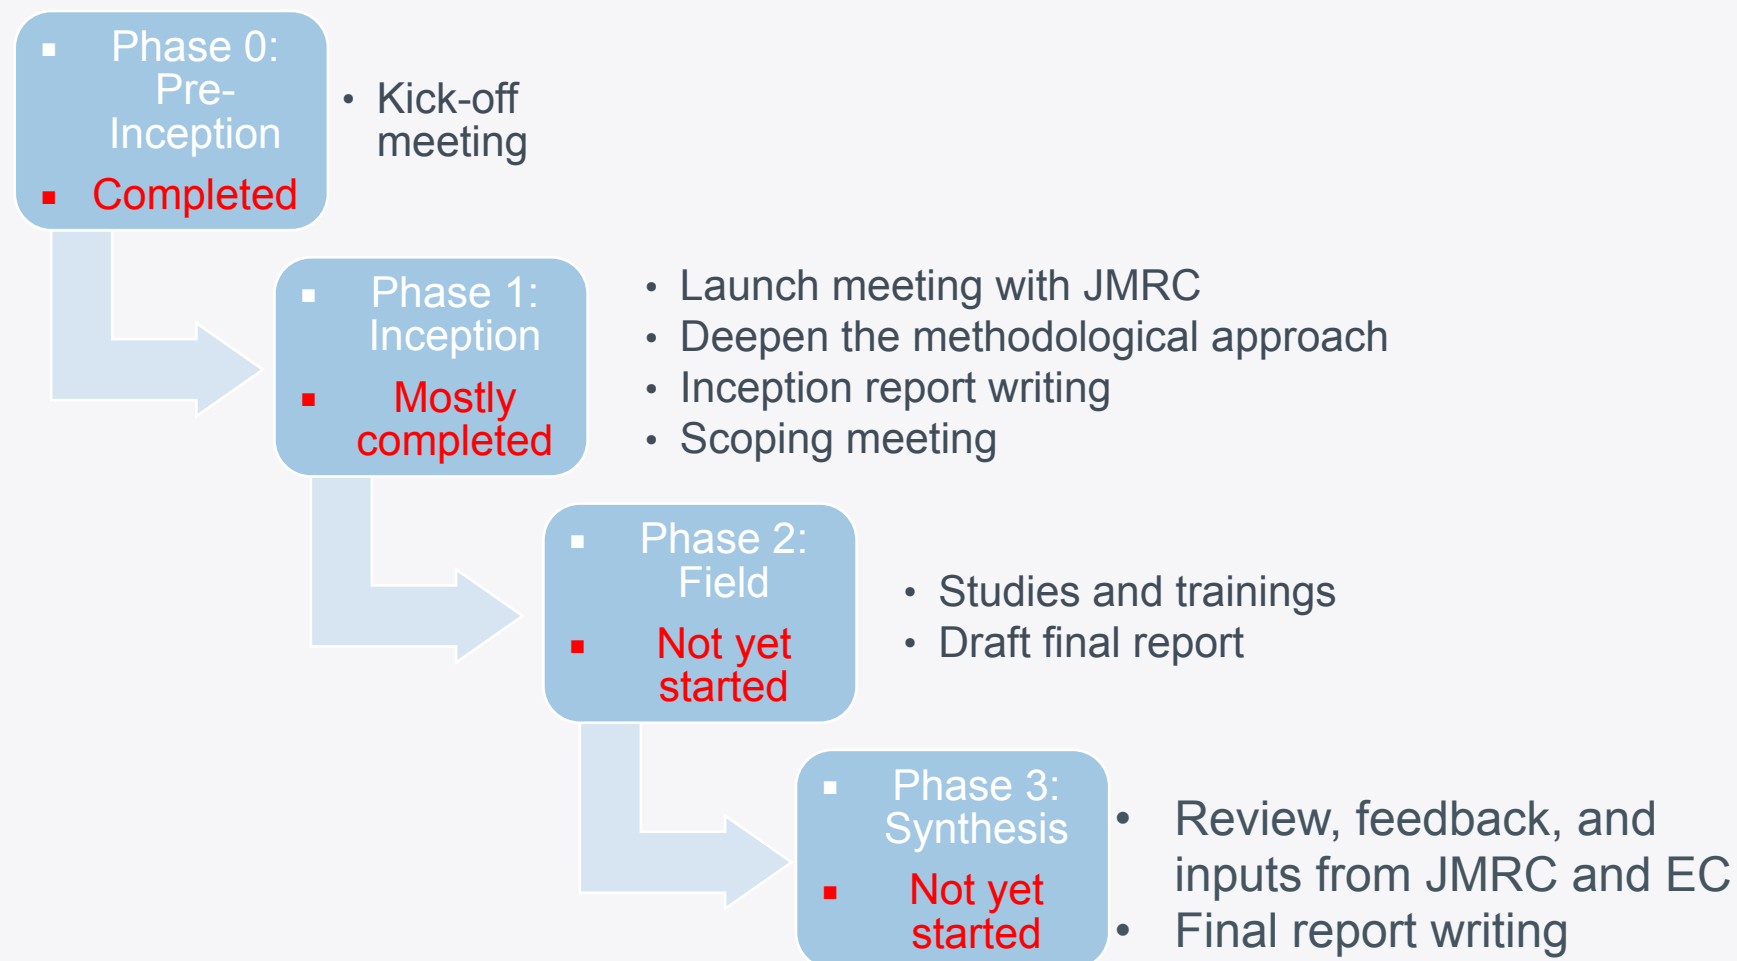 ▪ Phase 0:
Pre-
Inception
▪ Completed
• Kick-off
meeting
▪ Phase 1:
Inception
▪ Mostly
completed
• Launch meeting with JMRC
• Deepen the methodological approach
• Inception report writing
• Scoping meeting
▪ Phase 2:
Field
▪ Not yet
started
• Studies and trainings
• Draft final report
▪ Phase 3:
Synthesis
▪ Not yet
started
• Review, feedback, and
inputs from JMRC and EC
• Final report writing